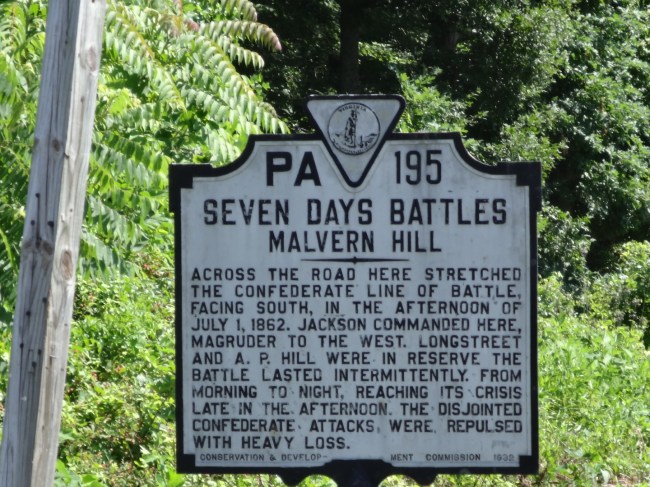 PA 195
SEVEN DAYS BATTLES
MALVERN HILL
ACROSS THE ROAD HERE STRETCHED
THE CONFEDERATE LINE OF BATTLE,
FACING SOUTH, IN THE AFTERNOON OF
JULY 1, 1862. JACKSON COMMANDED HERE,
MAGRUDER TO THE WEST. LONGSTREET
AND A. P. HILL WERE IN RESERVE THE
BATTLE LASTED INTERMITTENTLY. FROM
MORNING TO NIGHT, REACHING ITS CRISIS
LATE IN THE AFTERNOON. THE DISJOINTED
CONFEDERATE ATTACKS WERE REPULSED
WITH HEAVY LOSS.
CONSERVATION & DEVELOP- MENT COMMISSION